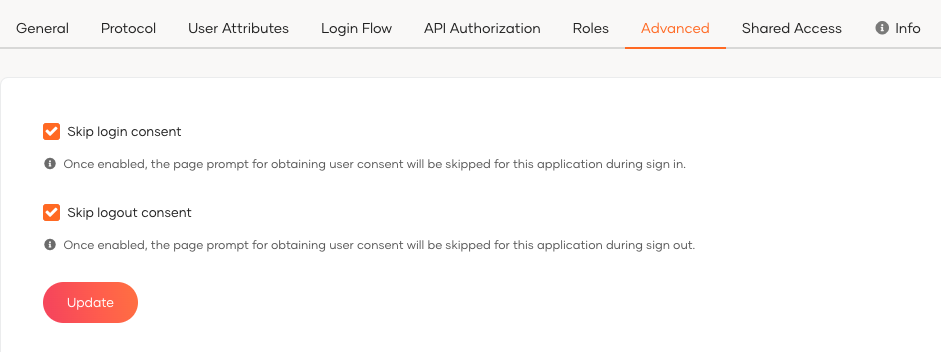 General Protocol User Attributes Login Flow API Authorization Roles Advanced Shared Access Info
Skip login consent
Once enabled, the page prompt for obtaining user consent will be skipped for this application during sign in.
Skip logout consent
Once enabled, the page prompt for obtaining user consent will be skipped for this application during sign out.
Update